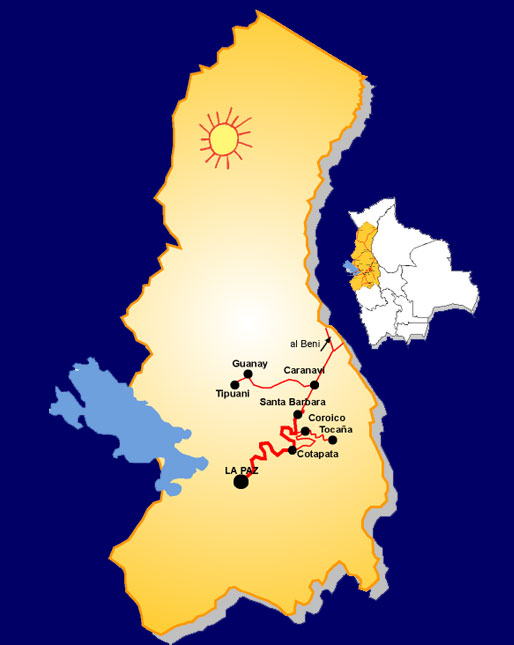 al Beni
Guanay
Caranavi
Tipuani
Santa Barbara
Coroico
Tocaña
Cotapata
LA PAZ